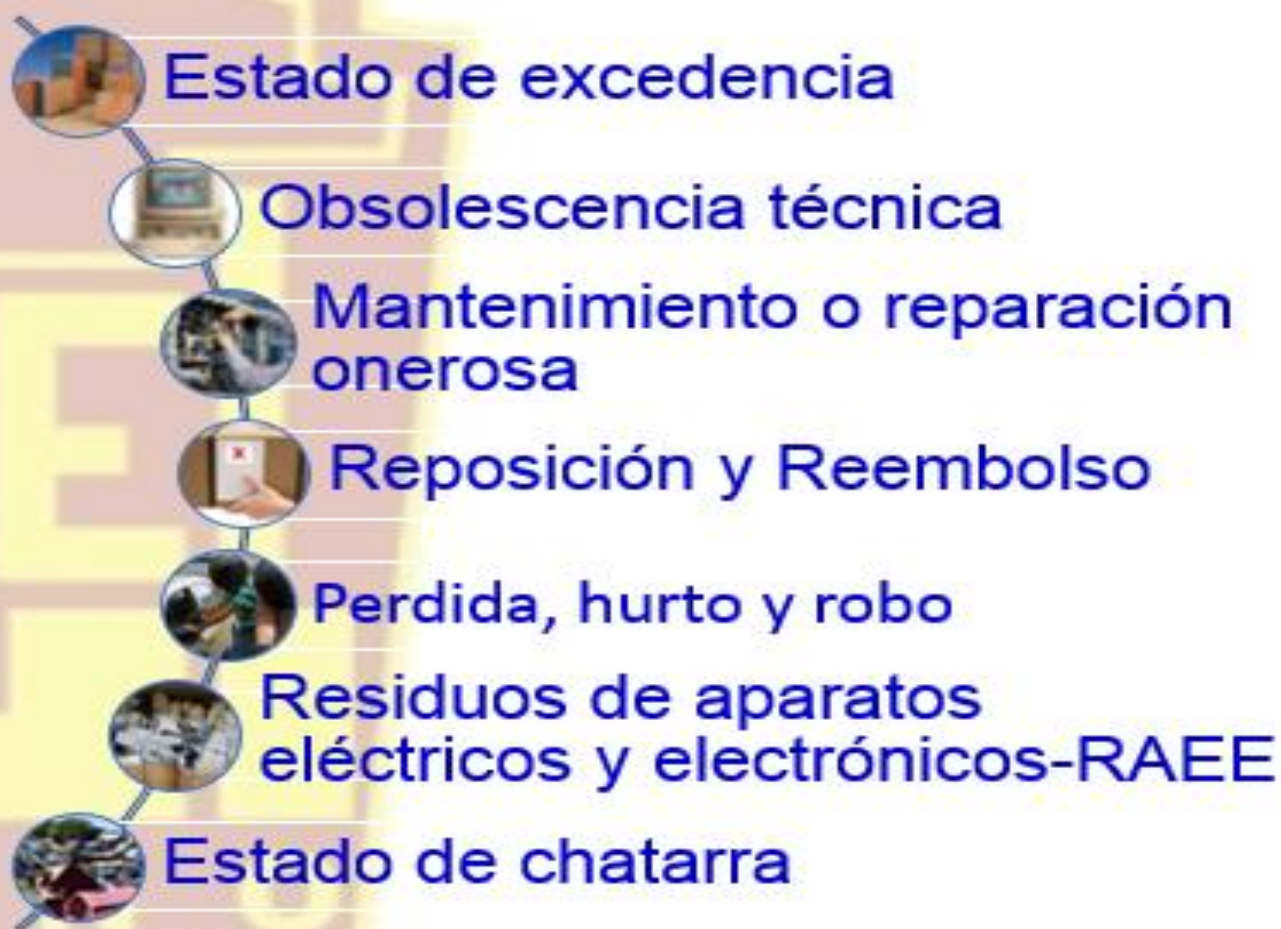 Estado de excedencia
Obsolescencia técnica
Mantenimiento o reparación
onerosa
Reposición y Reembolso
Perdida, hurto y robo
Residuos de aparatos
eléctricos y electrónicos-RAEE
Estado de chatarra